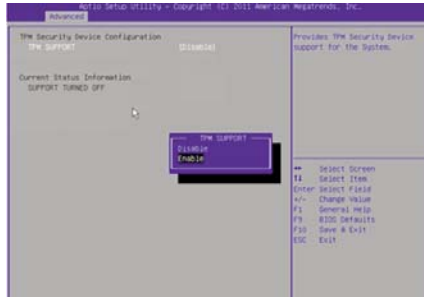 Aptio Setup Utility - Copyright (C) 2011 American Megatrends, Inc.
Advanced
TPM Security Device Configuration
TPM SUPPORT [Disable]
Current Status Information
SUPPORT TURNED OFF
Provides TPM Security Device
support for the System.
TPM SUPPORT
Disable
Enable
Select Screen
↑↓ Select Item
Enter Select Field
+/- Change Value
F1 General Help
F9 BIOS Defaults
F10 Save & Exit
ESC Exit